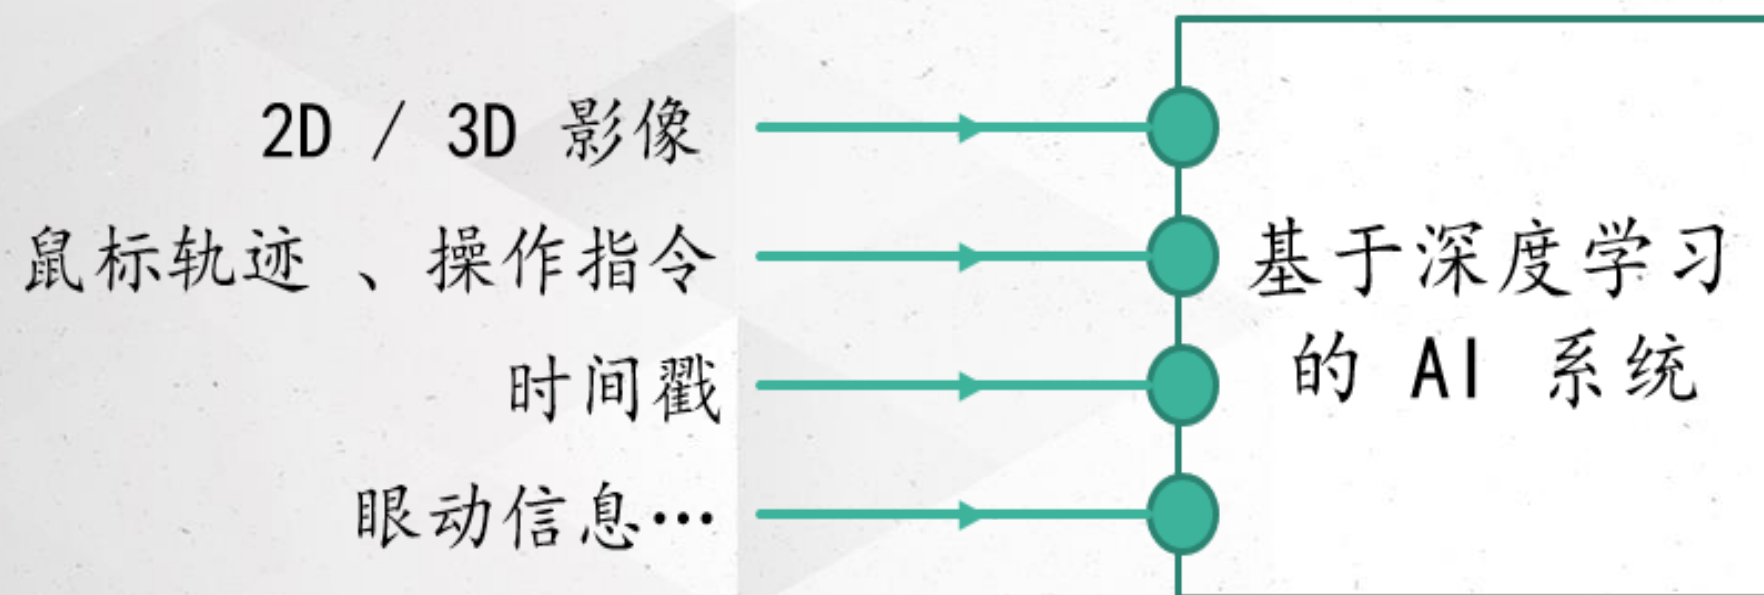 2D / 3D 影像
鼠标轨迹 、操作指令
时间戳
眼动信息…
基于深度学习
的 AI 系统